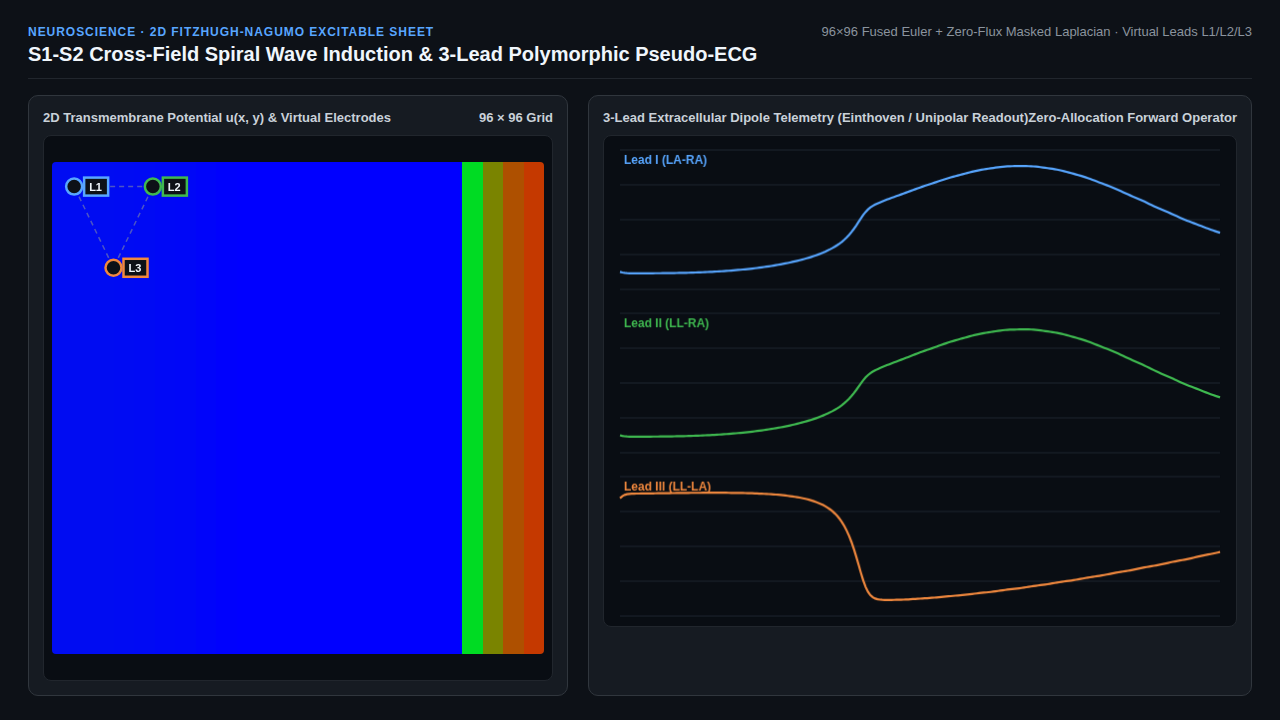 NEUROSCIENCE · 2D FITZHUGH-NAGUMO EXCITABLE SHEET
96×96 Fused Euler + Zero-Flux Masked Laplacian · Virtual Leads L1/L2/L3
S1-S2 Cross-Field Spiral Wave Induction & 3-Lead Polymorphic Pseudo-ECG
2D Transmembrane Potential u(x, y) & Virtual Electrodes
96 × 96 Grid
L1
L2
L3
3-Lead Extracellular Dipole Telemetry (Einthoven / Unipolar Readout)
Zero-Allocation Forward Operator
Lead I (LA-RA)
Lead II (LL-RA)
Lead III (LL-LA)